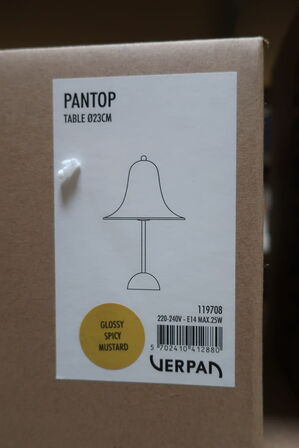 PANTOP
TABLE Ø23CM
119708
220-240V - E14 MAX.25W
GLOSSY
SPICY
MUSTARD
5 702410 412880
VERPAN